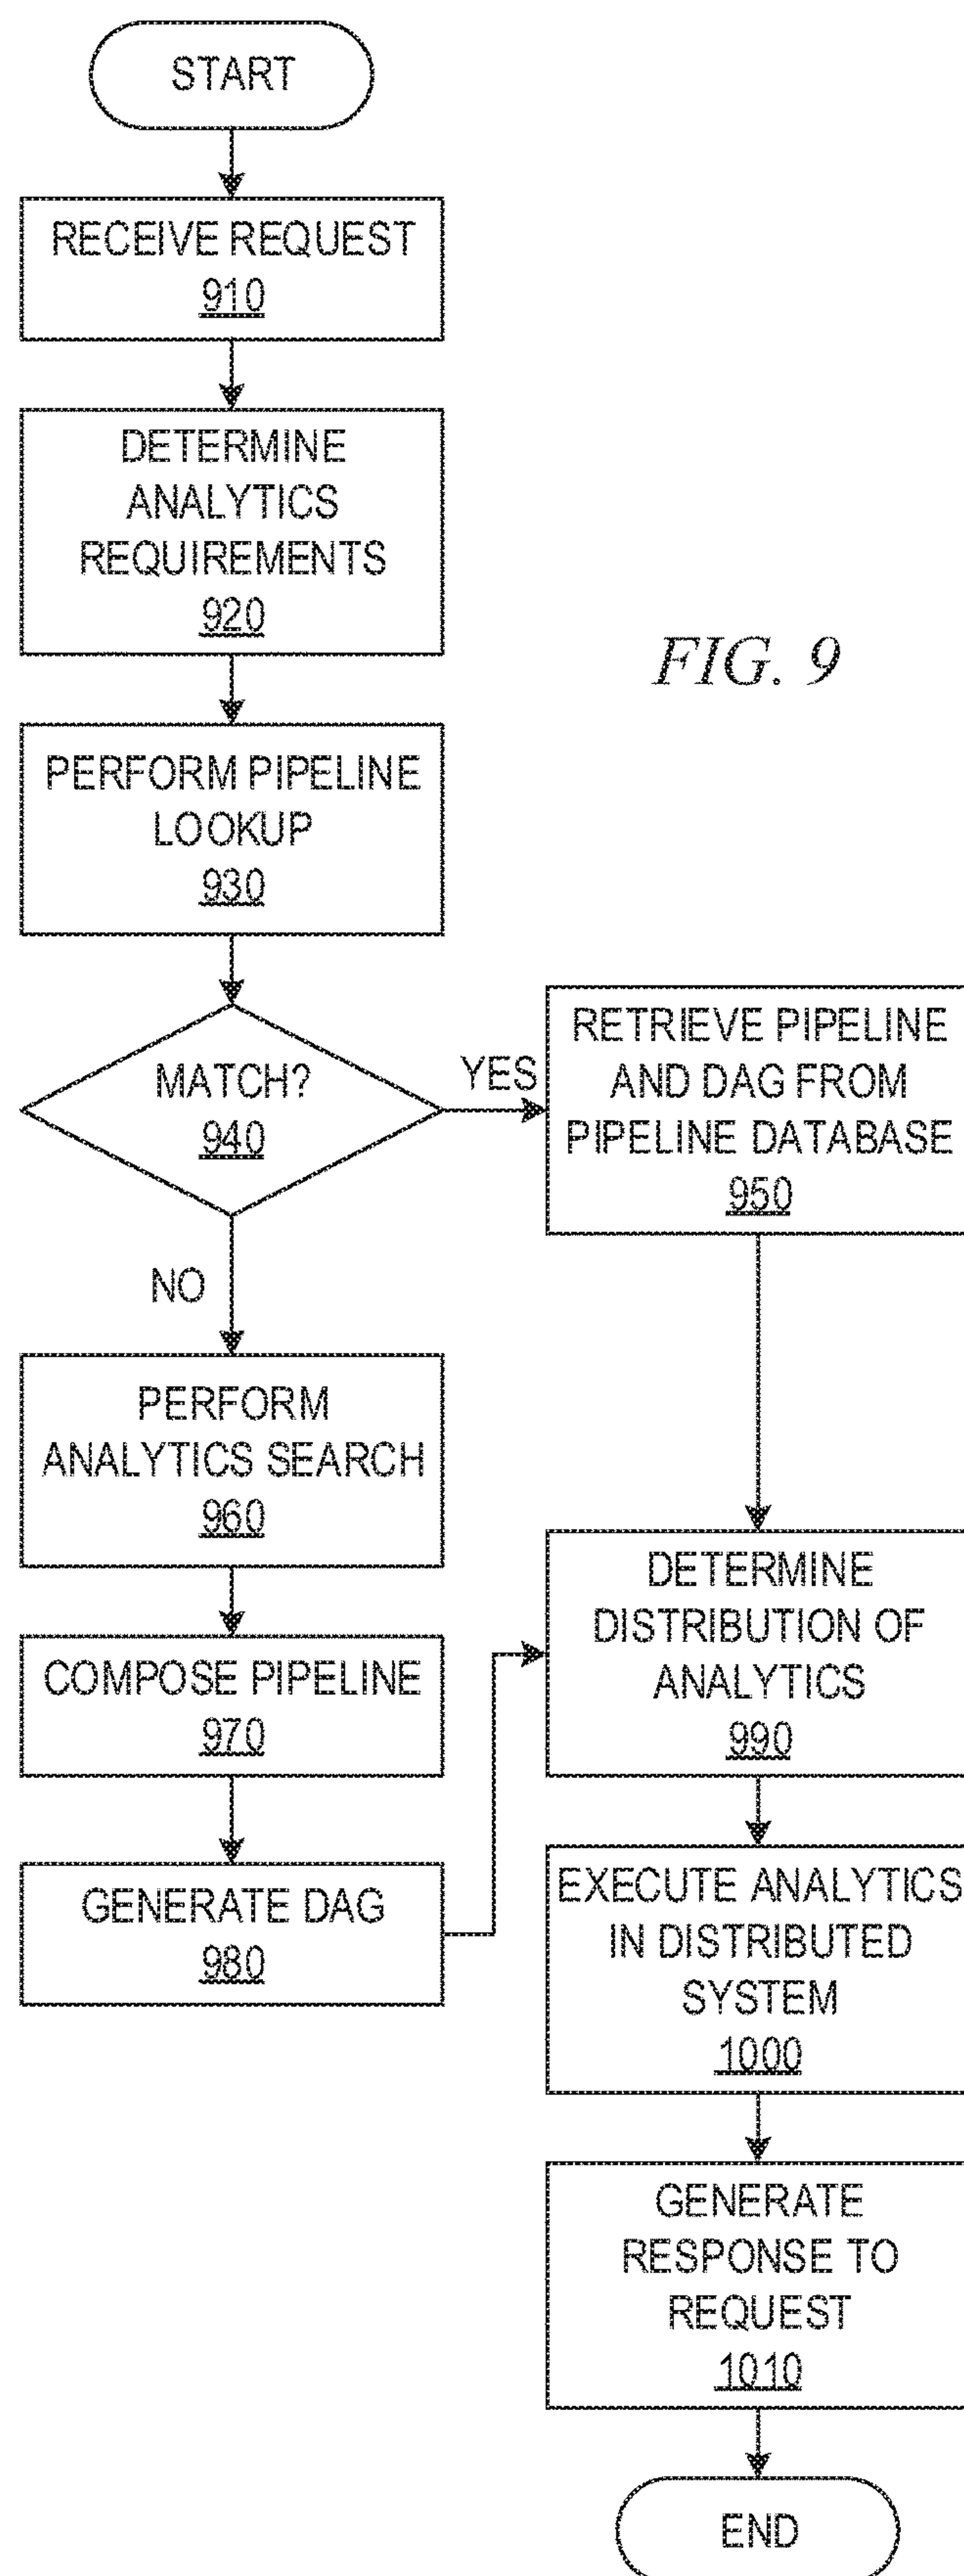 START
RECEIVE REQUEST
910
DETERMINE
ANALYTICS
REQUIREMENTS
920
FIG. 9
PERFORM PIPELINE
LOOKUP
930
MATCH?
940
YES
RETRIEVE PIPELINE
AND DAG FROM
PIPELINE DATABASE
950
NO
PERFORM
ANALYTICS SEARCH
960
COMPOSE PIPELINE
970
GENERATE DAG
980
DETERMINE
DISTRIBUTION OF
ANALYTICS
990
EXECUTE ANALYTICS
IN DISTRIBUTED
SYSTEM
1000
GENERATE
RESPONSE TO
REQUEST
1010
END